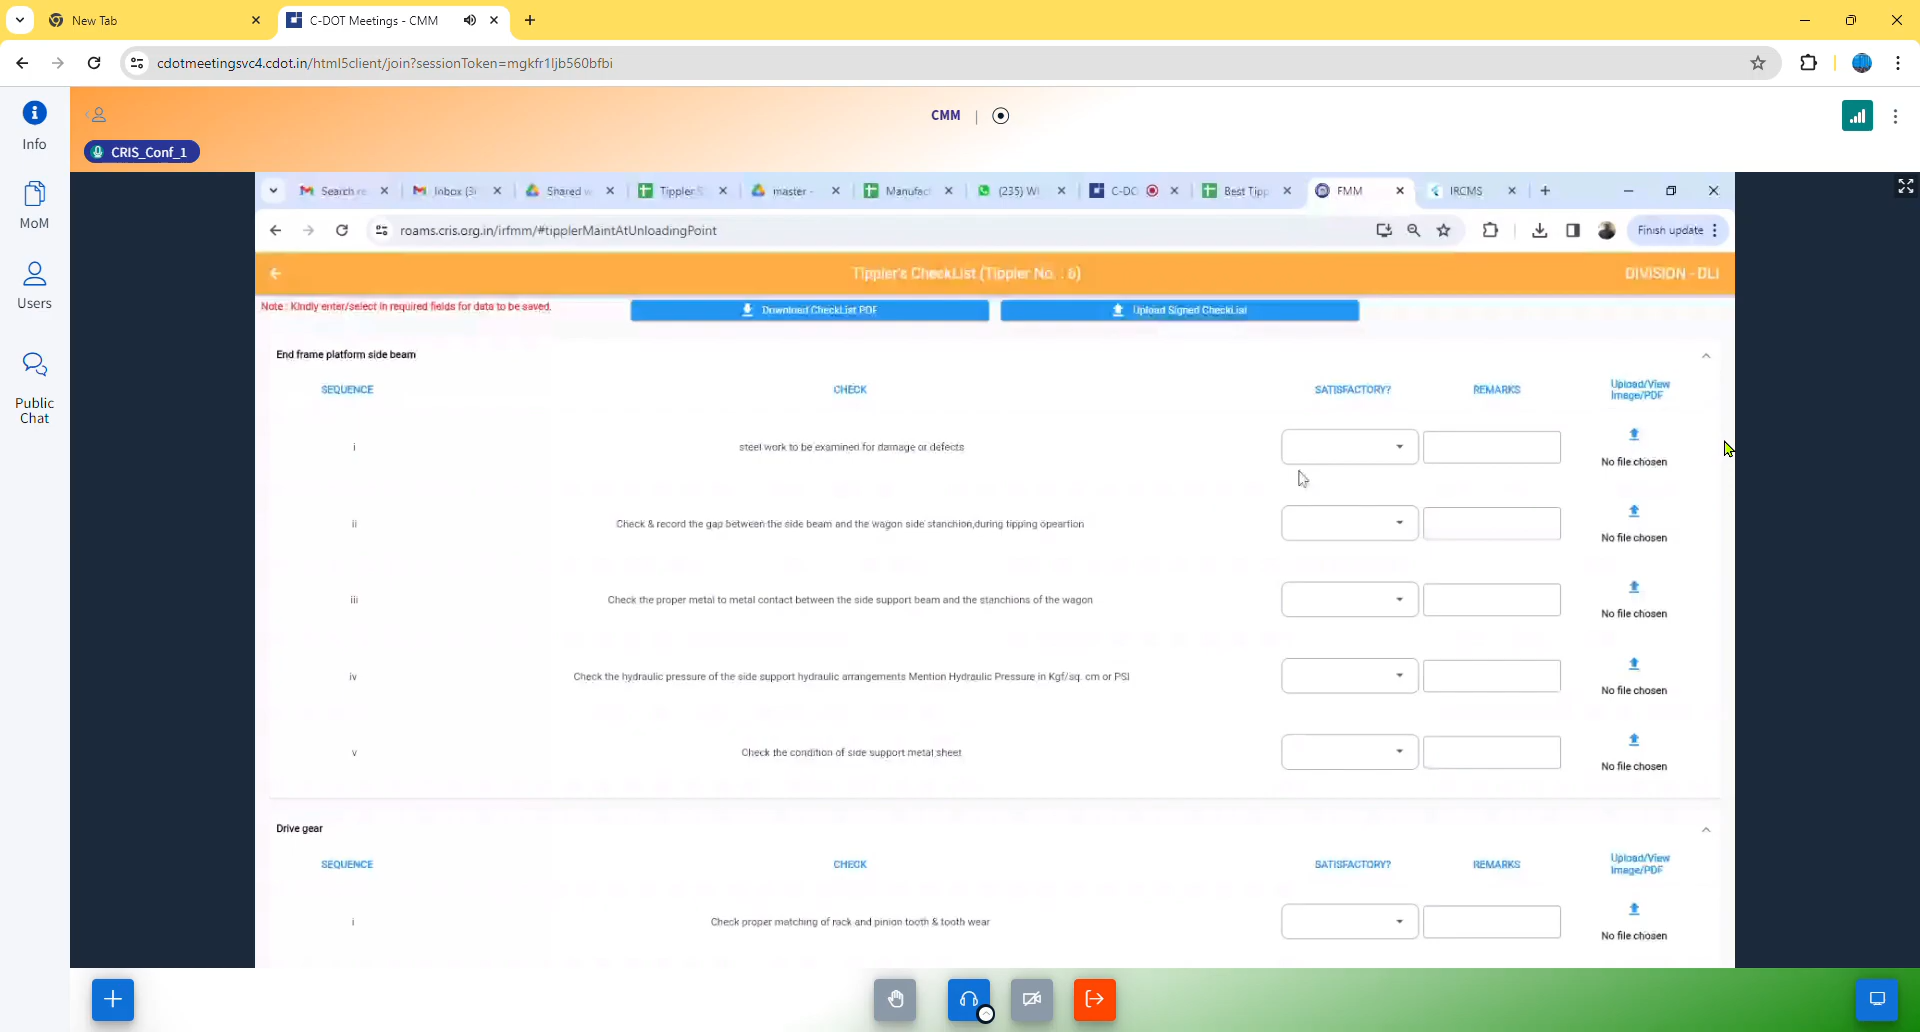 New Tab
C-DOT Meetings - CMM
cdotmeetingsvc4.cdot.in/html5client/join?sessionToken=mgkfr1ljb560bfbi
Info
MoM
Users
Public
Chat
CMM
CRIS_Conf_1
Search re
Inbox (3
Shared w
Tippler
master -
Manufac
(235) W
C-DC
Best Tipp
FMM
IRCMS
roams.cris.org.in/irfmm/#tipplerMaintAtUnloadingPoint
Finish update
Tippler's CheckList (Tippler No. : 6)
DIVISION - DLI
Note : Kindly enter/select in required fields for data to be saved.
Download CheckList PDF
Upload Signed CheckList
End frame platform side beam
SEQUENCE CHECK SATISFACTORY? REMARKS Upload/View
Image/PDF
i steel work to be examined for damage or defects
No file chosen
ii Check & record the gap between the side beam and the wagon side stanchion,during tipping opeartion
No file chosen
iii Check the proper metal to metal contact between the side support beam and the stanchions of the wagon
No file chosen
iv Check the hydraulic pressure of the side support hydraulic arrangements Mention Hydraulic Pressure in Kgf/sq. cm or PSI
No file chosen
v Check the condition of side support metal sheet
No file chosen
Drive gear
SEQUENCE CHECK SATISFACTORY? REMARKS Upload/View
Image/PDF
i Check proper matching of rack and pinion tooth & tooth wear
No file chosen